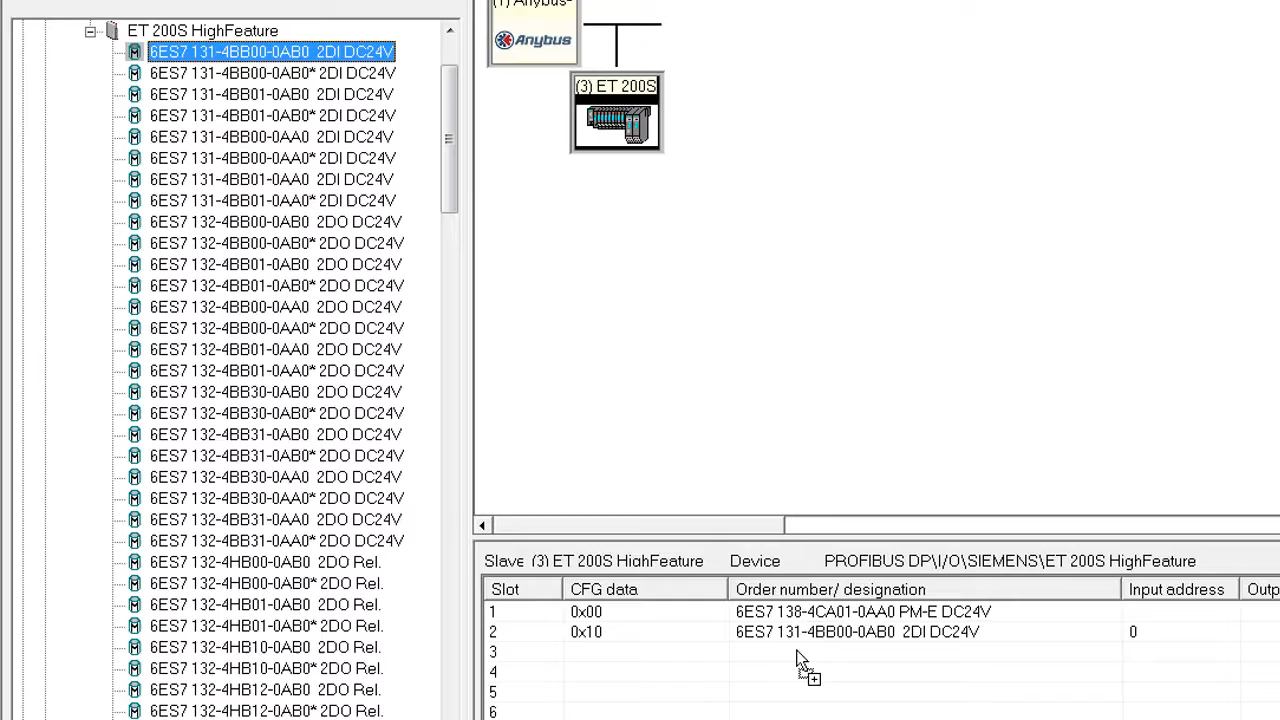 ET 200S HighFeature
6ES7 131-4BB00-0AB0 2DI DC24V
6ES7 131-4BB00-0AB0* 2DI DC24V
6ES7 131-4BB01-0AB0 2DI DC24V
6ES7 131-4BB01-0AB0* 2DI DC24V
6ES7 131-4BB00-0AA0 2DI DC24V
6ES7 131-4BB00-0AA0* 2DI DC24V
6ES7 131-4BB01-0AA0 2DI DC24V
6ES7 131-4BB01-0AA0* 2DI DC24V
6ES7 132-4BB00-0AB0 2DO DC24V
6ES7 132-4BB00-0AB0* 2DO DC24V
6ES7 132-4BB01-0AB0 2DO DC24V
6ES7 132-4BB01-0AB0* 2DO DC24V
6ES7 132-4BB00-0AA0 2DO DC24V
6ES7 132-4BB00-0AA0* 2DO DC24V
6ES7 132-4BB01-0AA0 2DO DC24V
6ES7 132-4BB01-0AA0* 2DO DC24V
6ES7 132-4BB30-0AB0 2DO DC24V
6ES7 132-4BB30-0AB0* 2DO DC24V
6ES7 132-4BB31-0AB0 2DO DC24V
6ES7 132-4BB31-0AB0* 2DO DC24V
6ES7 132-4BB30-0AA0 2DO DC24V
6ES7 132-4BB30-0AA0* 2DO DC24V
6ES7 132-4BB31-0AA0 2DO DC24V
6ES7 132-4BB31-0AA0* 2DO DC24V
6ES7 132-4HB00-0AB0 2DO Rel.
6ES7 132-4HB00-0AB0* 2DO Rel.
6ES7 132-4HB01-0AB0 2DO Rel.
6ES7 132-4HB01-0AB0* 2DO Rel.
6ES7 132-4HB10-0AB0 2DO Rel.
6ES7 132-4HB10-0AB0* 2DO Rel.
6ES7 132-4HB12-0AB0 2DO Rel.
6ES7 132-4HB12-0AB0* 2DO Rel.
(1) Anybus-
Anybus
(3) ET 200S
Slave (3) ET 200S HighFeature Device PROFIBUS DP\I/O\SIEMENS\ET 200S HighFeature
Slot CFG data Order number/ designation Input address Outp
1 0x00 6ES7 138-4CA01-0AA0 PM-E DC24V
2 0x10 6ES7 131-4BB00-0AB0 2DI DC24V 0
3
4
5
6